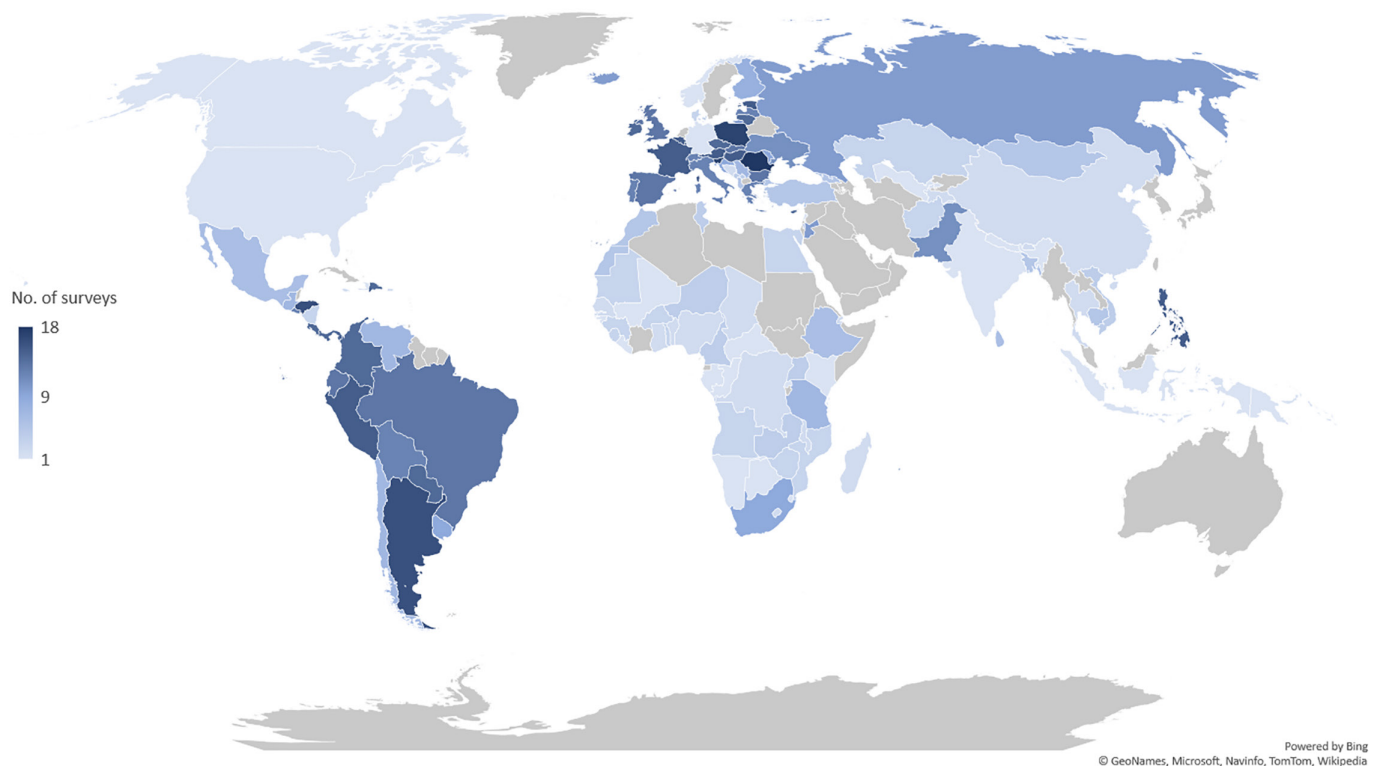 No. of surveys
18
9
1
Powered by Bing
© GeoNames, Microsoft, Navinfo, TomTom, Wikipedia